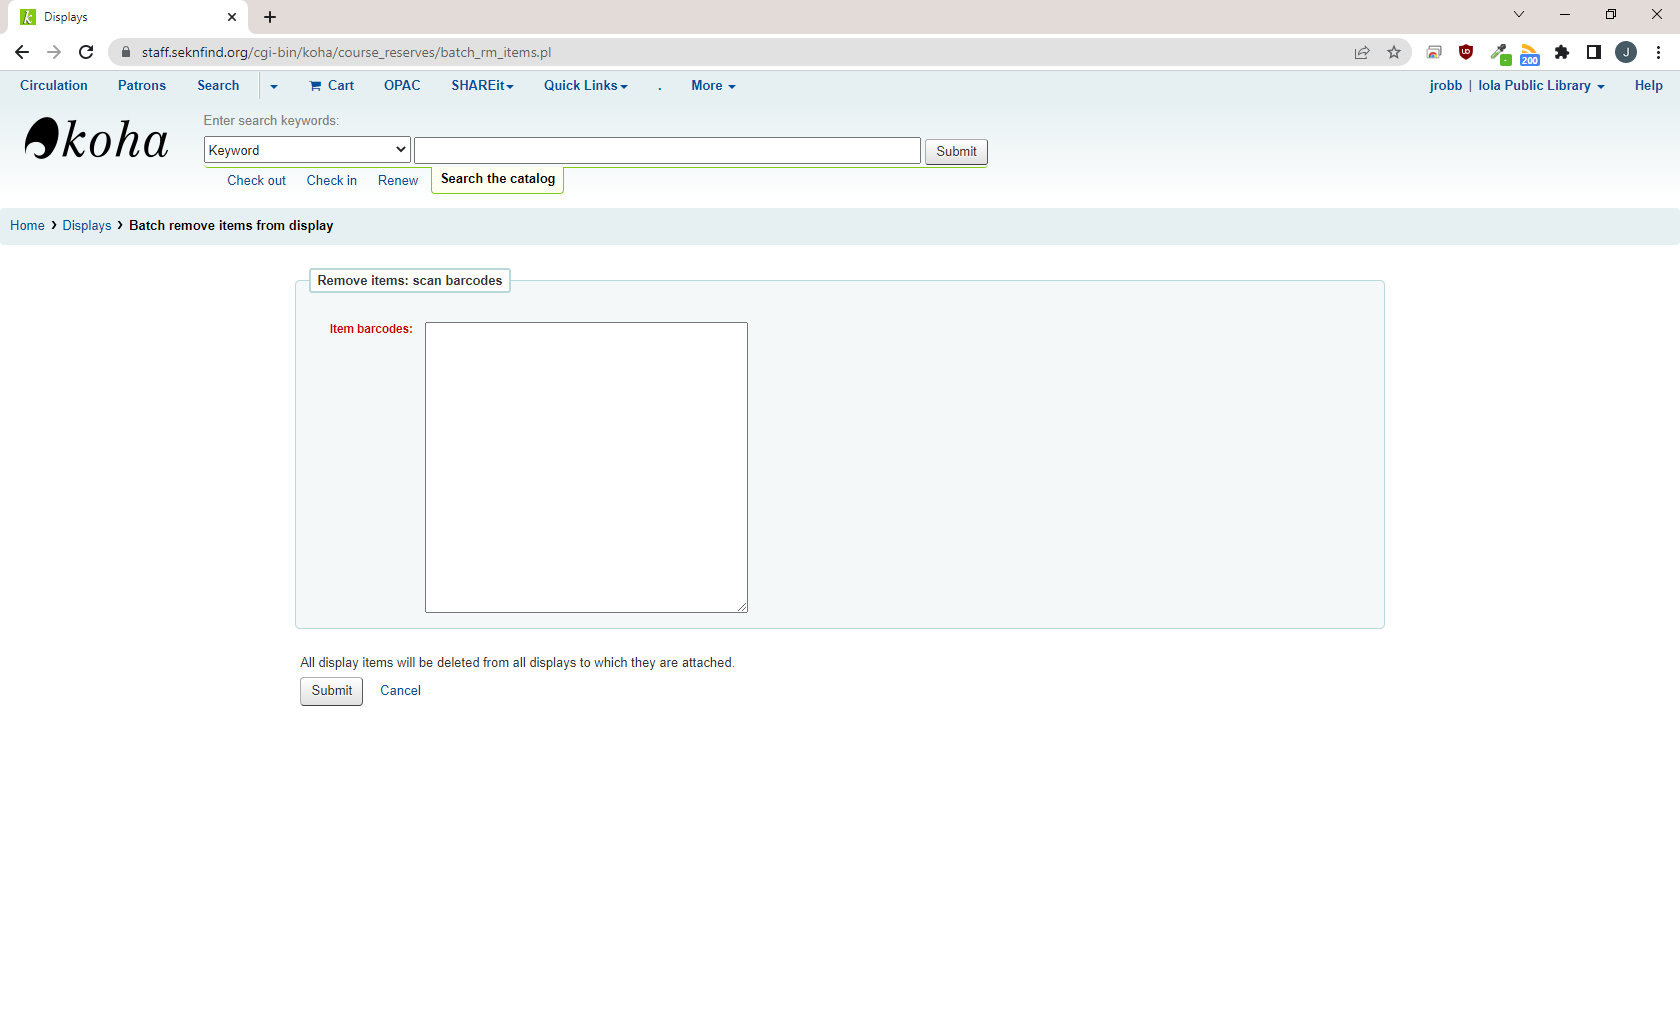 Displays
staff.seknfind.org/cgi-bin/koha/course_reserves/batch_rm_items.pl
200
J
Circulation Patrons Search Cart OPAC SHAREit Quick Links . More jrobb | Iola Public Library Help
koha
Enter search keywords:
Keyword Submit
Check out Check in Renew Search the catalog
Home › Displays › Batch remove items from display
Remove items: scan barcodes
Item barcodes:
All display items will be deleted from all displays to which they are attached.
Submit Cancel